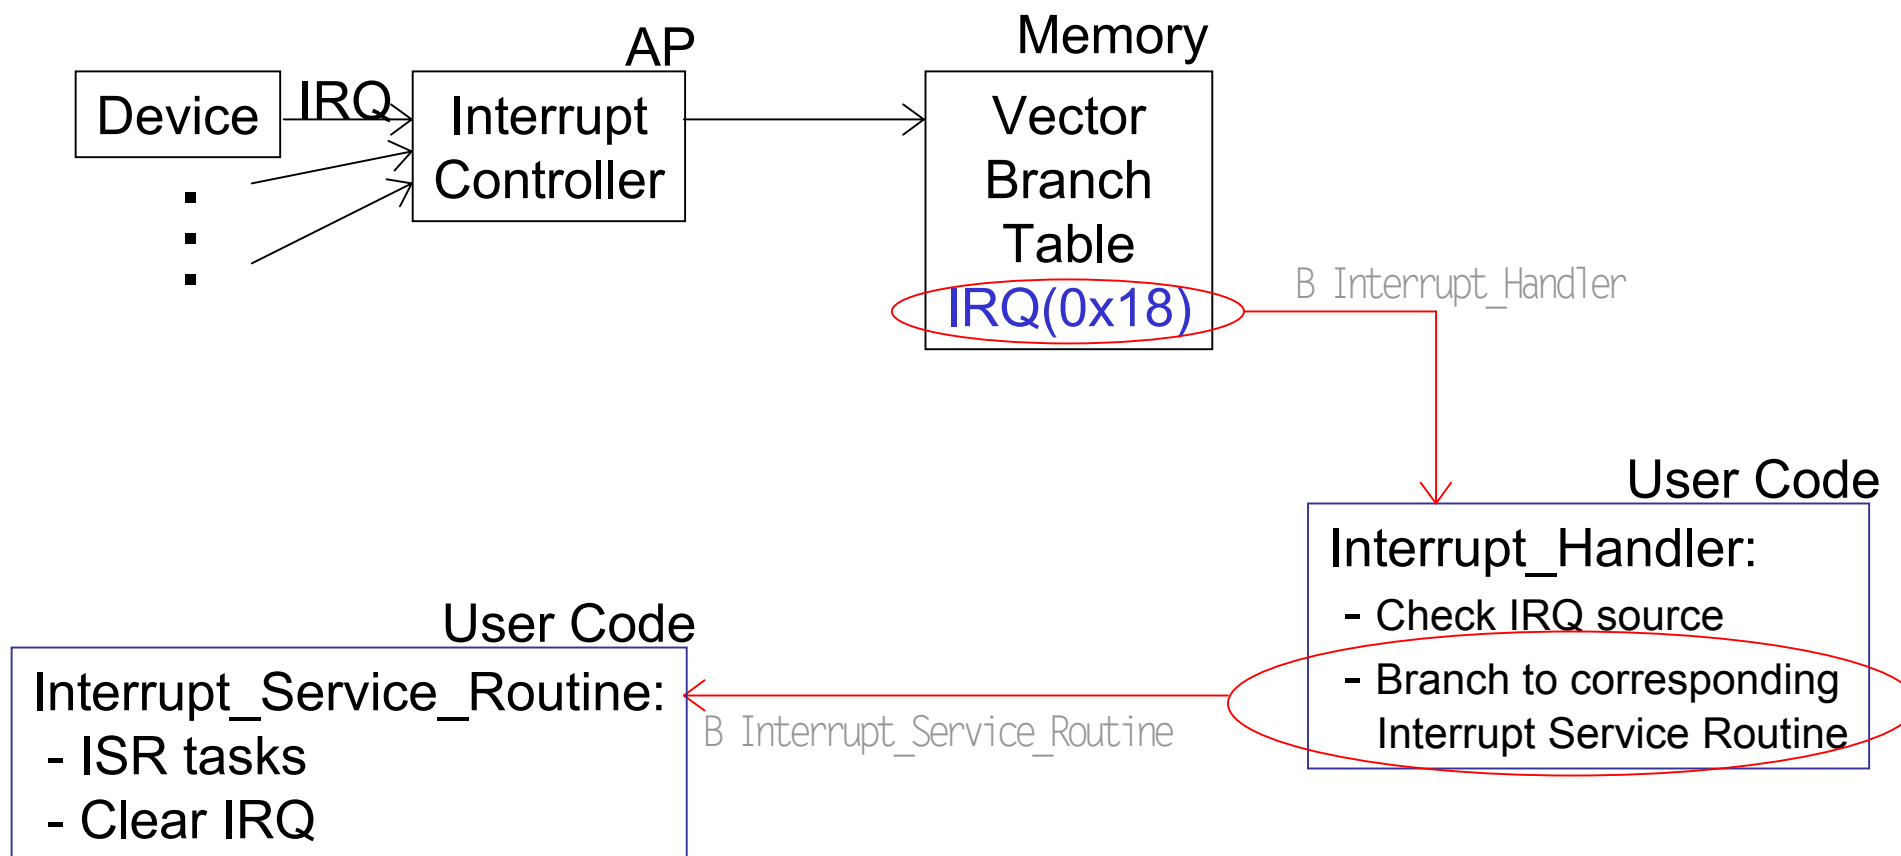 AP
Memory
Device
IRQ
Interrupt
Controller
Vector
Branch
Table
IRQ(0x18)
B Interrupt_Handler
User Code
Interrupt_Handler:
- Check IRQ source
- Branch to corresponding
Interrupt Service Routine
B Interrupt_Service_Routine
User Code
Interrupt_Service_Routine:
- ISR tasks
- Clear IRQ